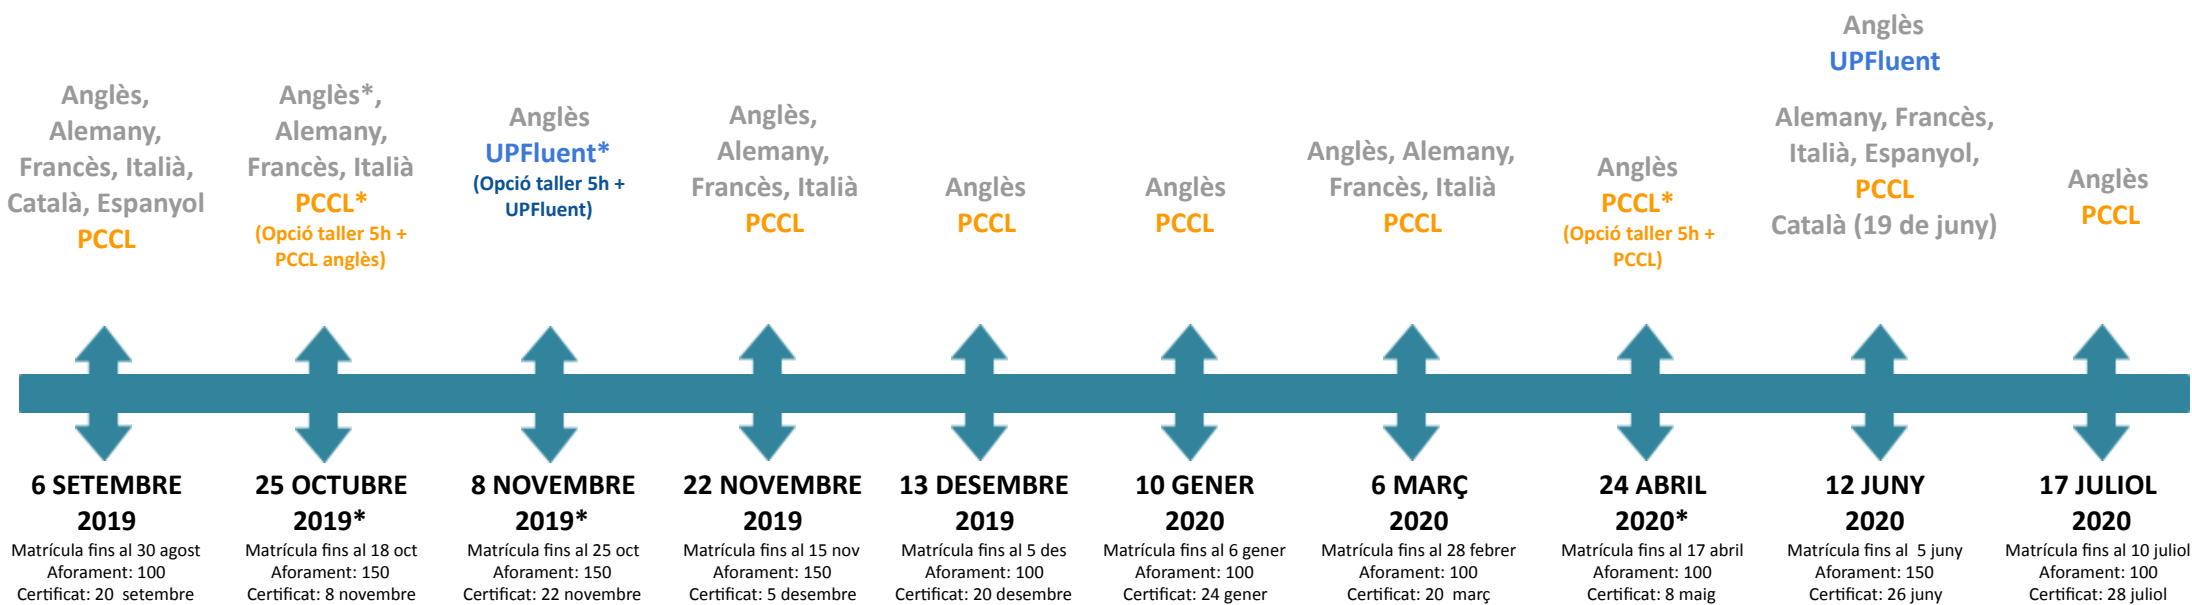 Anglès,
Alemany,
Francès, Italià,
Català, Espanyol
PCCL
Anglès*,
Alemany,
Francès, Italià
PCCL*
(Opció taller 5h +
PCCL anglès)
Anglès
UPFluent*
(Opció taller 5h +
UPFluent)
Anglès,
Alemany,
Francès, Italià
PCCL
Anglès
PCCL
Anglès
PCCL
Anglès, Alemany,
Francès, Italià
PCCL
Anglès
PCCL*
(Opció taller 5h +
PCCL)
Anglès
UPFluent
Alemany, Francès,
Italià, Espanyol,
PCCL
Català (19 de juny)
Anglès
PCCL
6 SETEMBRE
2019
Matrícula fins al 30 agost
Aforament: 100
Certificat: 20 setembre
25 OCTUBRE
2019*
Matrícula fins al 18 oct
Aforament: 150
Certificat: 8 novembre
8 NOVEMBRE
2019*
Matrícula fins al 25 oct
Aforament: 150
Certificat: 22 novembre
22 NOVEMBRE
2019
Matrícula fins al 15 nov
Aforament: 150
Certificat: 5 desembre
13 DESEMBRE
2019
Matrícula fins al 5 des
Aforament: 100
Certificat: 20 desembre
10 GENER
2020
Matrícula fins al 6 gener
Aforament: 100
Certificat: 24 gener
6 MARÇ
2020
Matrícula fins al 28 febrer
Aforament: 100
Certificat: 20 març
24 ABRIL
2020*
Matrícula fins al 17 abril
Aforament: 100
Certificat: 8 maig
12 JUNY
2020
Matrícula fins al 5 juny
Aforament: 150
Certificat: 26 juny
17 JULIOL
2020
Matrícula fins al 10 juliol
Aforament: 100
Certificat: 28 juliol